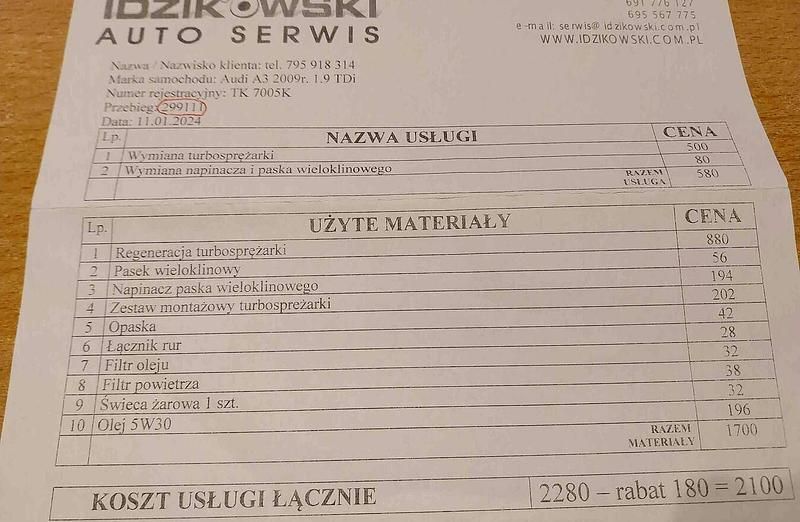 IDZIKOWSKI
AUTO SERWIS
691 776 127
695 567 775
e-mail: serwis@idzikowski.com.pl
WWW.IDZIKOWSKI.COM.PL
Nazwa / Nazwisko klienta: tel. 795 918 314
Marka samochodu: Audi A3 2009r. 1.9 TDi
Numer rejestracyjny: TK 7005K
Przebieg: 299111
Data: 11.01.2024
Lp. NAZWA USŁUGI CENA
1 Wymiana turbosprężarki 500
2 Wymiana napinacza i paska wieloklinowego 80
RAZEM USŁUGA 580
Lp. UŻYTE MATERIAŁY CENA
1 Regeneracja turbosprężarki 880
2 Pasek wieloklinowy 56
3 Napinacz paska wieloklinowego 194
4 Zestaw montażowy turbosprężarki 202
5 Opaska 42
6 Łącznik rur 28
7 Filtr oleju 32
8 Filtr powietrza 38
9 Świeca żarowa 1 szt. 32
10 Olej 5W30 196
RAZEM MATERIAŁY 1700
KOSZT USŁUGI ŁĄCZNIE 2280 – rabat 180 = 2100